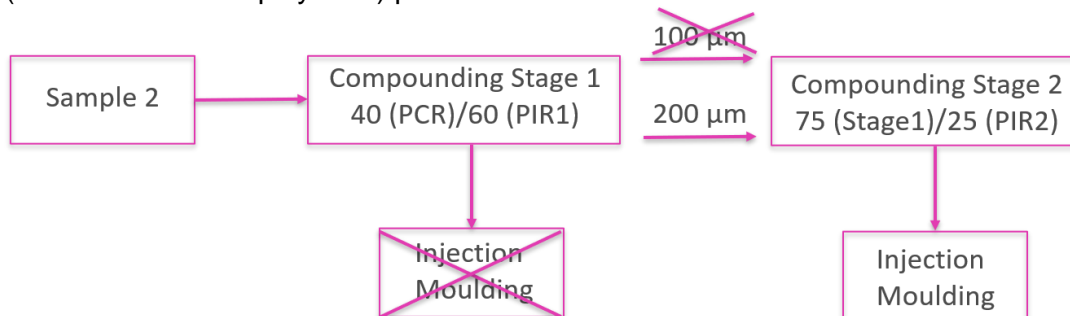 100 μm
Sample 2
Compounding Stage 1
40 (PCR)/60 (PIR1)
200 μm
Compounding Stage 2
75 (Stage1)/25 (PIR2)
Injection
Moulding
Injection
Moulding